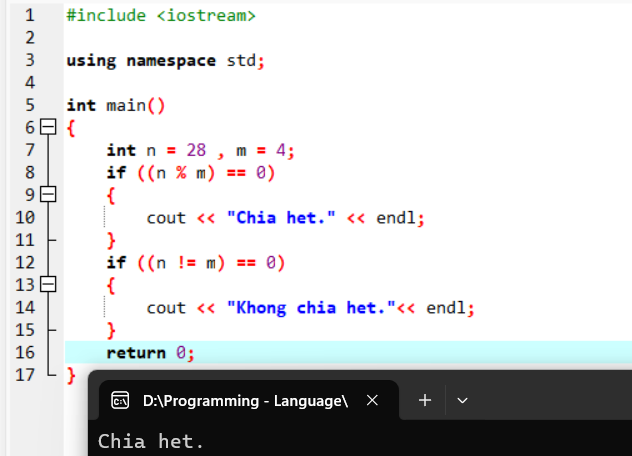 1 #include <iostream>
2
3 using namespace std;
4
5 int main()
6 {
7 int n = 28 , m = 4;
8 if ((n % m) == 0)
9 {
10 cout << "Chia het." << endl;
11 }
12 if ((n != m) == 0)
13 {
14 cout << "Khong chia het."<< endl;
15 }
16 return 0;
17 }
D:\Programming - Language\
Chia het.